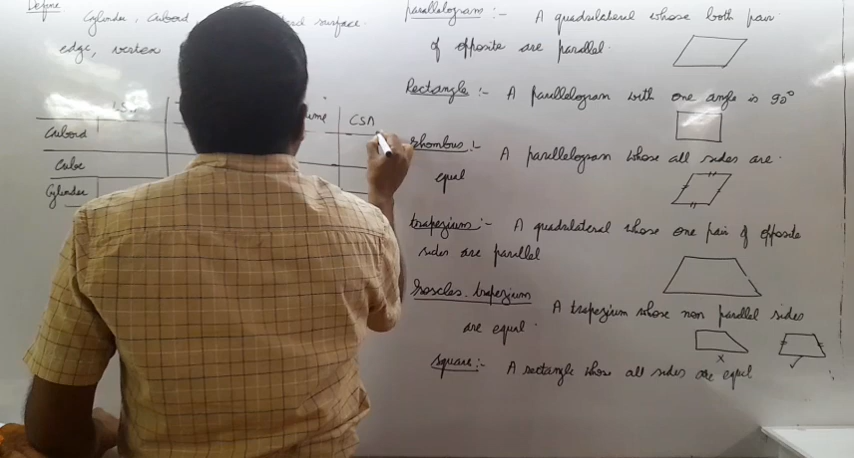 Define
Cylinder, Cuboid surface.
edge, vertex
LSA ume CSA
Cuboid
Cube
Cylinder
parallelogram :- A quadrilateral whose both pair
of opposite are parallel.
Rectangle :- A parallelogram with one angle is 90°
rhombus :- A parallelogram whose all sides are
equal
trapezium :- A quadrilateral whose one pair of opposite
sides are parallel
Isoscles trapezium A trapezium whose non parallel sides
are equal.
square :- A rectangle whose all sides are equal